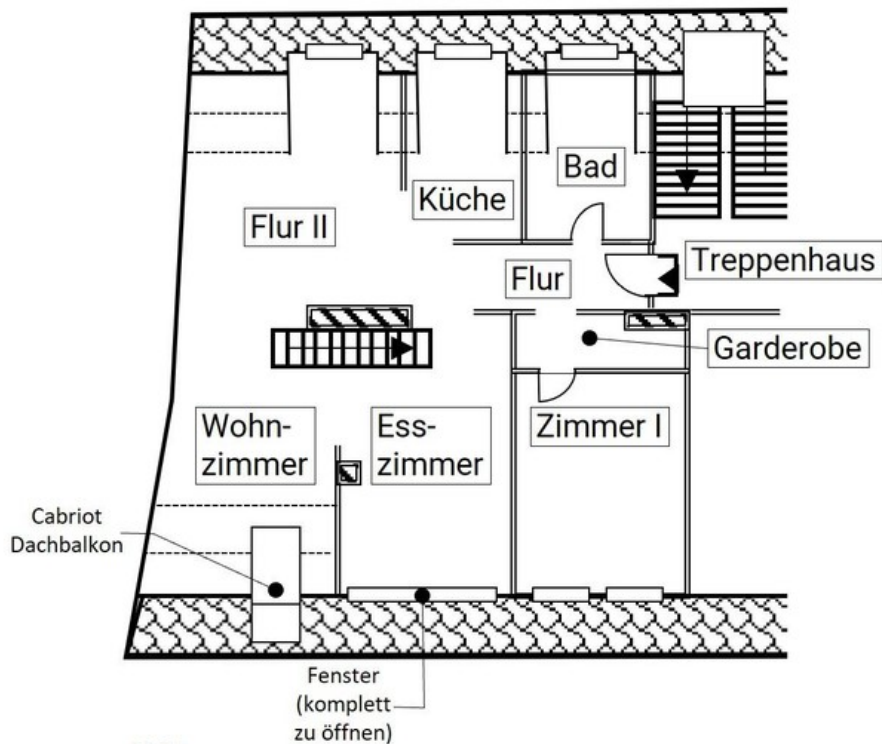 Bad
Küche
Flur II
Treppenhaus
Flur
Garderobe
Wohn-
zimmer
Ess-
zimmer
Zimmer I
Cabriot
Dachbalkon
Fenster
(komplett
zu öffnen)